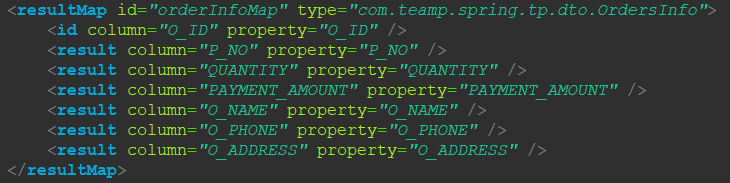 <resultMap id="orderInfoMap" type="com.teamp.spring.tp.dto.OrdersInfo">
<id column="O_ID" property="O_ID" />
<result column="P_NO" property="P_NO" />
<result column="QUANTITY" property="QUANTITY" />
<result column="PAYMENT_AMOUNT" property="PAYMENT_AMOUNT" />
<result column="O_NAME" property="O_NAME" />
<result column="O_PHONE" property="O_PHONE" />
<result column="O_ADDRESS" property="O_ADDRESS" />
</resultMap>